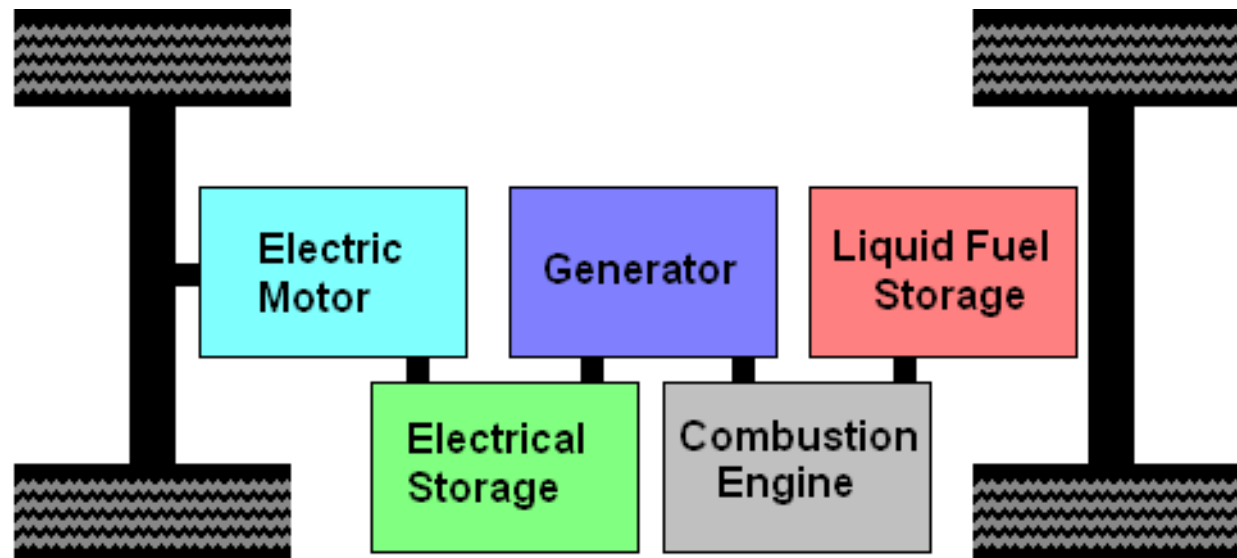 Electric
Motor
Generator
Liquid Fuel
Storage
Electrical
Storage
Combustion
Engine